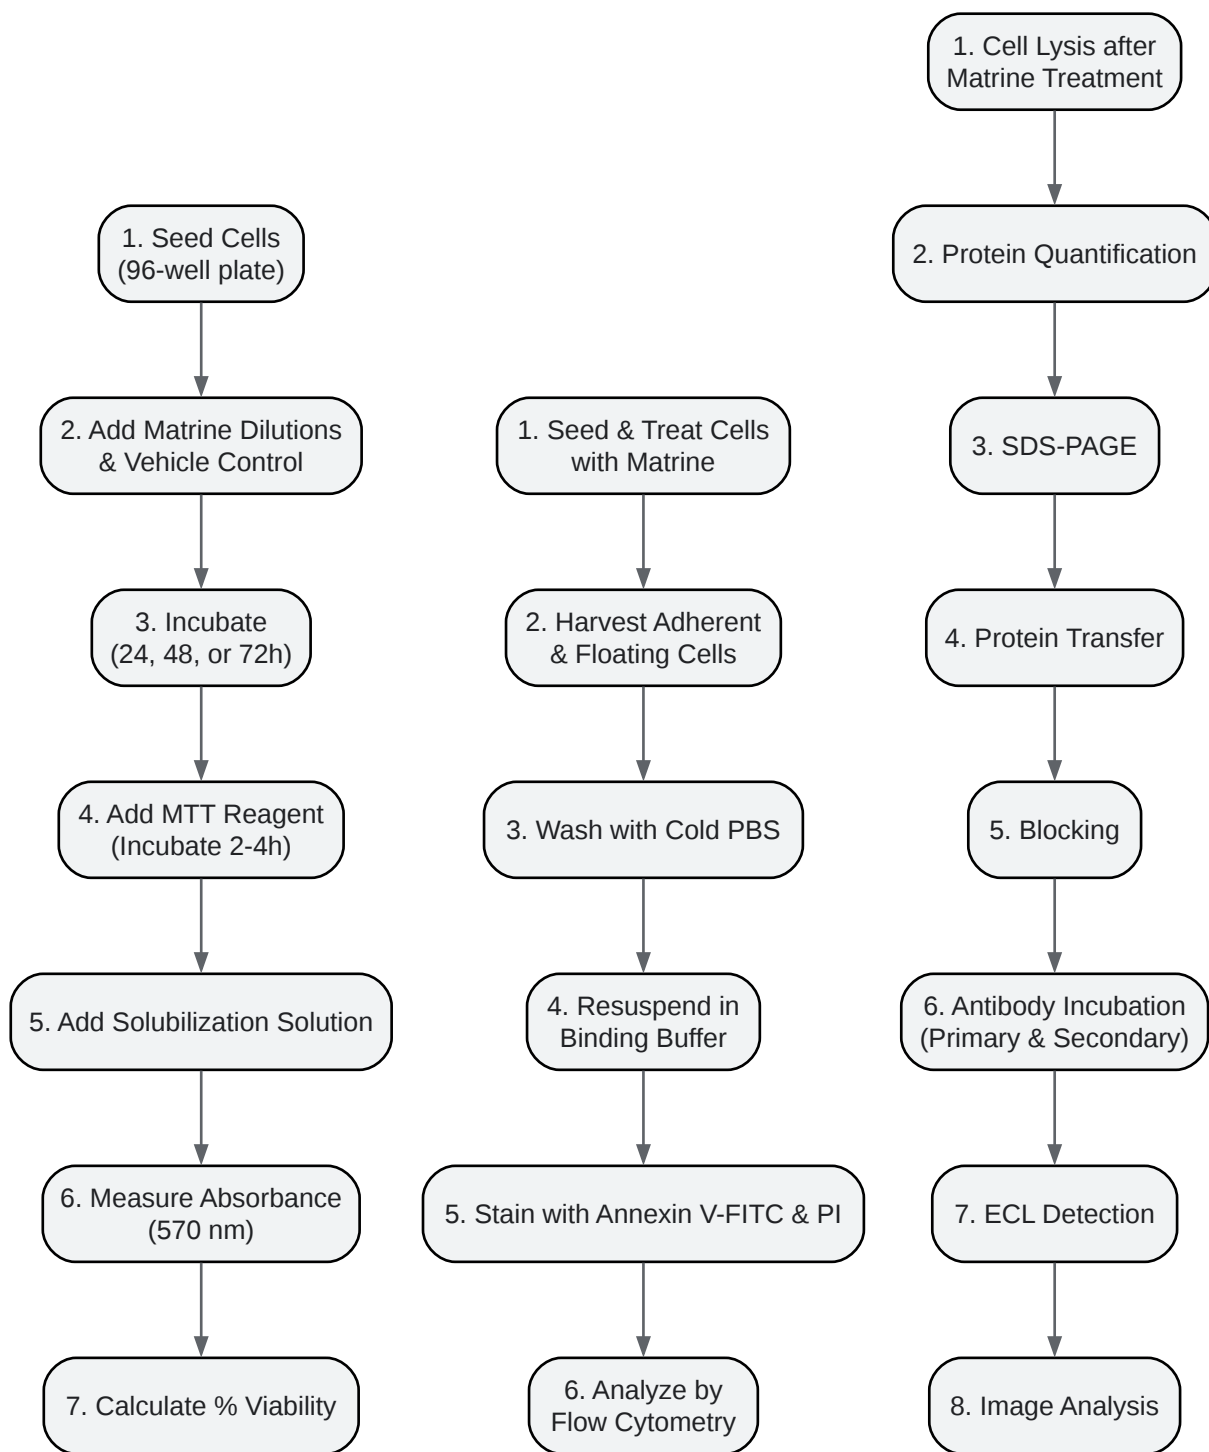 1. Seed Cells
(96-well plate)
2. Add Matrine Dilutions
& Vehicle Control
3. Incubate
(24, 48, or 72h)
4. Add MTT Reagent
(Incubate 2-4h)
5. Add Solubilization Solution
6. Measure Absorbance
(570 nm)
7. Calculate % Viability
1. Seed & Treat Cells
with Matrine
2. Harvest Adherent
& Floating Cells
3. Wash with Cold PBS
4. Resuspend in
Binding Buffer
5. Stain with Annexin V-FITC & PI
6. Analyze by
Flow Cytometry
1. Cell Lysis after
Matrine Treatment
2. Protein Quantification
3. SDS-PAGE
4. Protein Transfer
5. Blocking
6. Antibody Incubation
(Primary & Secondary)
7. ECL Detection
8. Image Analysis